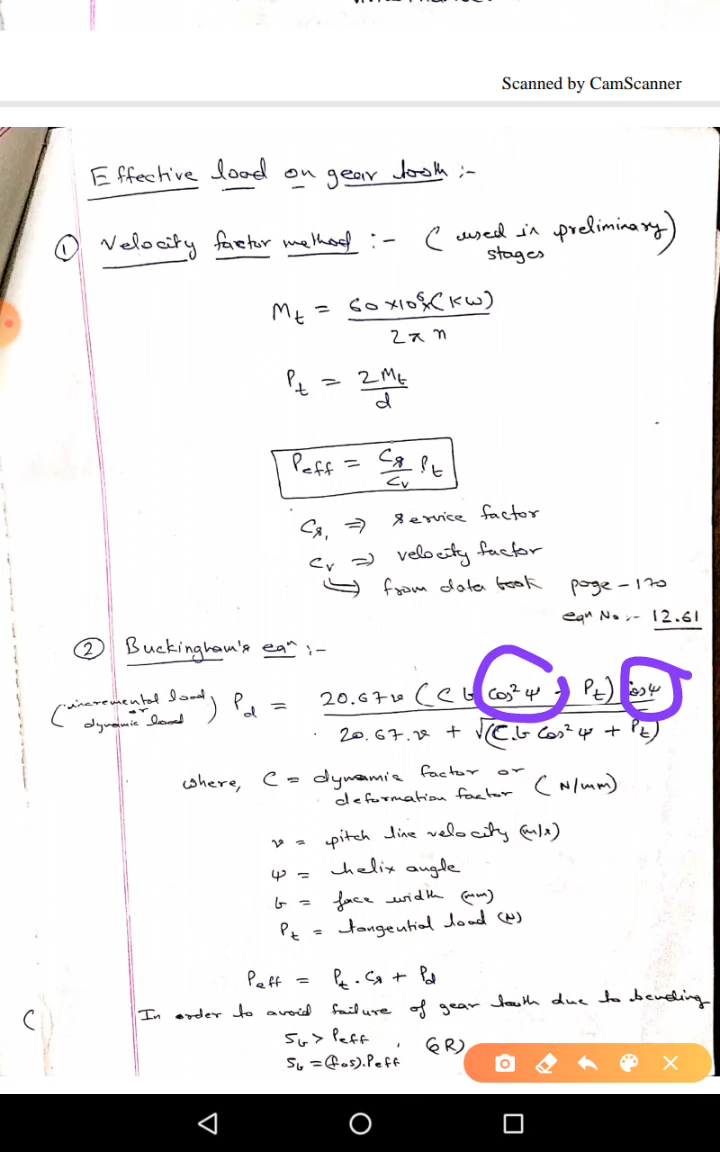 Scanned by CamScanner
Effective load on gear tooth :-
① Velocity factor method :- ( used in preliminary stages )
Mt = 60 × 10⁶ × (KW) / 2πn
Pt = 2Mt / d
Peff = Cs / Cv Pt
Cs, ⇒ service factor
Cv ⇒ velocity factor
↳ from data book page - 170
eqn No :- 12.61
② Buckingham's eqn :-
( incremental load or dynamic load ) Pd = 20.67v (C b Cos²ψ + Pt) Cosψ / 20.67.v + √(C.b Cos²ψ + Pt)
where, C = dynamic factor or deformation factor ( N/mm )
v = pitch line velocity (m/s)
ψ = helix angle
b = face width (mm)
Pt = tangential load (N)
Peff = Pt . Cs + Pd
In order to avoid failure of gear tooth due to bending
Sb > Peff , (OR)
Sb = (fos).Peff